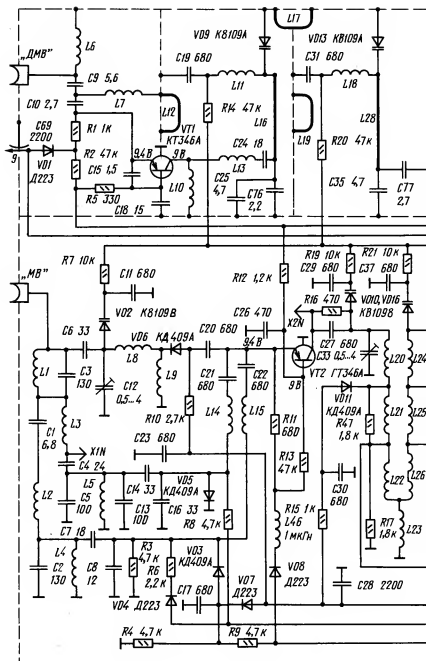 VD9 КВ109А
L17
VD13 КВ109А
L6
„ДМВ"
C19 680
C31 680
C9 5,6
L11
L18
C10 2,7
L7
L12
R14 47к
L16
L28
C69 2200
R1 1к
VT1 КТ346А
L19
R20 47к
9
VD1 Д223
R2 47к
9,4В
9В
C24 18
C15 1,5
L13
R5 330
L10
C25 4,7
C76 2,2
C35 4,7
C77 2,7
C18 15
„МВ"
R7 10к
C11 680
R12 1,2к
R19 10к
R21 10к
C29 680
C37 680
X2N
R16 470
VD10, VD16 КВ109В
VD2 К8109В
C26 470
C6 33
VD6 КД409А
C20 680
9,4В
C27 680
C33 0,5...4
L20
L24
L1
L8
L9
C3 130
C12 0,5...4
C21 680
C22 680
9В
VT2 ГТ346А
VD11 КД409А
L21
L25
L3
C1 6,8
R10 2,7к
L14
L15
R11 680
R47 1,8к
X1N
C23 680
R13 47к
C4 24
L2
L5
C14 33
VD5 КД409А
C30 680
L22
L26
C5 100
C13 100
C16 33
R8 4,7к
R15 1к
L46 1мкГн
R17 1,8к
L23
C7 18
L4
C2 130
C8 12
R3 4,7к
R6 2,2к
VD3 КД409А
VD7 Д223
VD8 Д223
C28 2200
VD4 Д223
C17 680
R4 4,7к
R9 4,7к